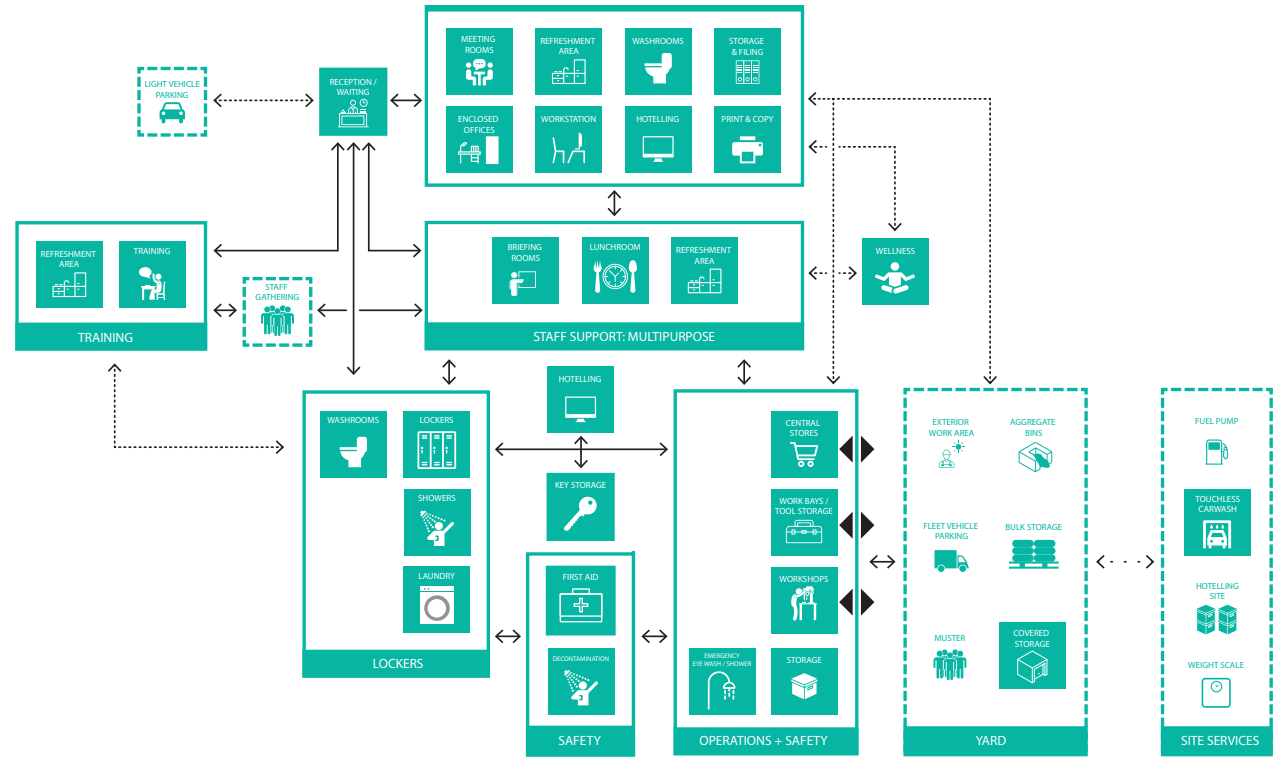 MEETING
ROOMS
REFRESHMENT
AREA
WASHROOMS
STORAGE
& FILING
LIGHT VEHICLE
PARKING
RECEPTION /
WAITING
ENCLOSED
OFFICES
WORKSTATION
HOTELLING
PRINT & COPY
REFRESHMENT
AREA
TRAINING
TRAINING
STAFF
GATHERING
BRIEFING
ROOMS
LUNCHROOM
REFRESHMENT
AREA
STAFF SUPPORT: MULTIPURPOSE
WELLNESS
WASHROOMS
LOCKERS
SHOWERS
LAUNDRY
LOCKERS
HOTELLING
KEY STORAGE
FIRST AID
DECONTAMINATION
SAFETY
CENTRAL
STORES
WORK BAYS /
TOOL STORAGE
WORKSHOPS
EMERGENCY
EYE WASH / SHOWER
STORAGE
OPERATIONS + SAFETY
EXTERIOR
WORK AREA
AGGREGATE
BINS
FLEET VEHICLE
PARKING
BULK STORAGE
MUSTER
COVERED
STORAGE
YARD
FUEL PUMP
TOUCHLESS
CARWASH
HOTELLING
SITE
WEIGHT SCALE
SITE SERVICES